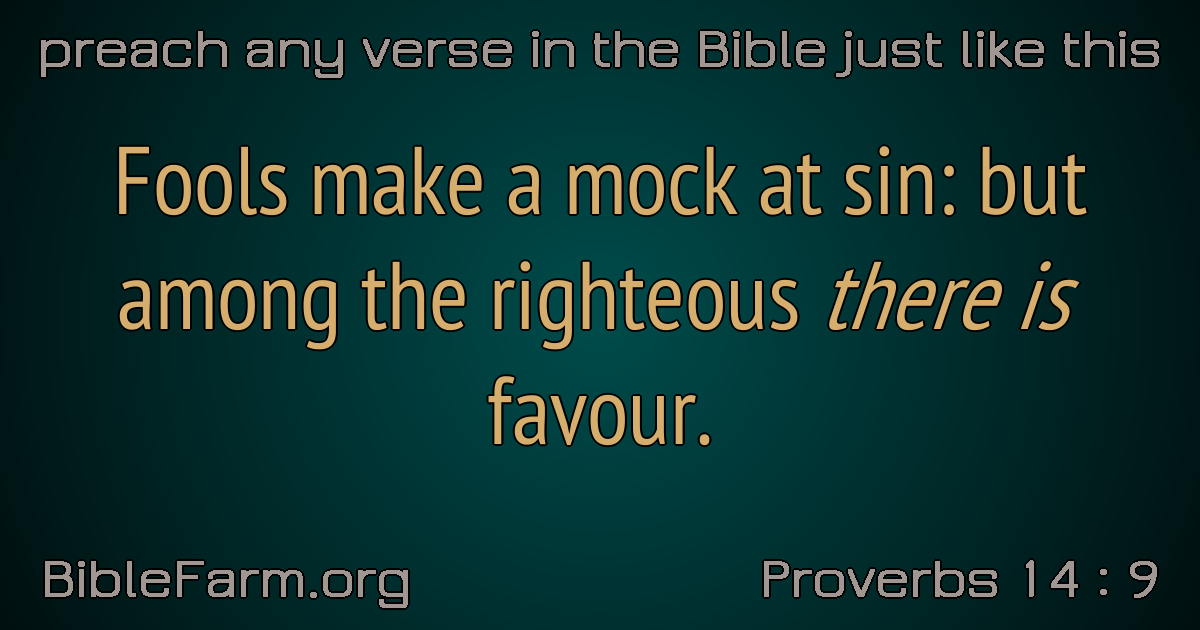 preach any verse in the Bible just like this
Fools make a mock at sin: but
among the righteous there is
favour.
BibleFarm.org
Proverbs 14 : 9